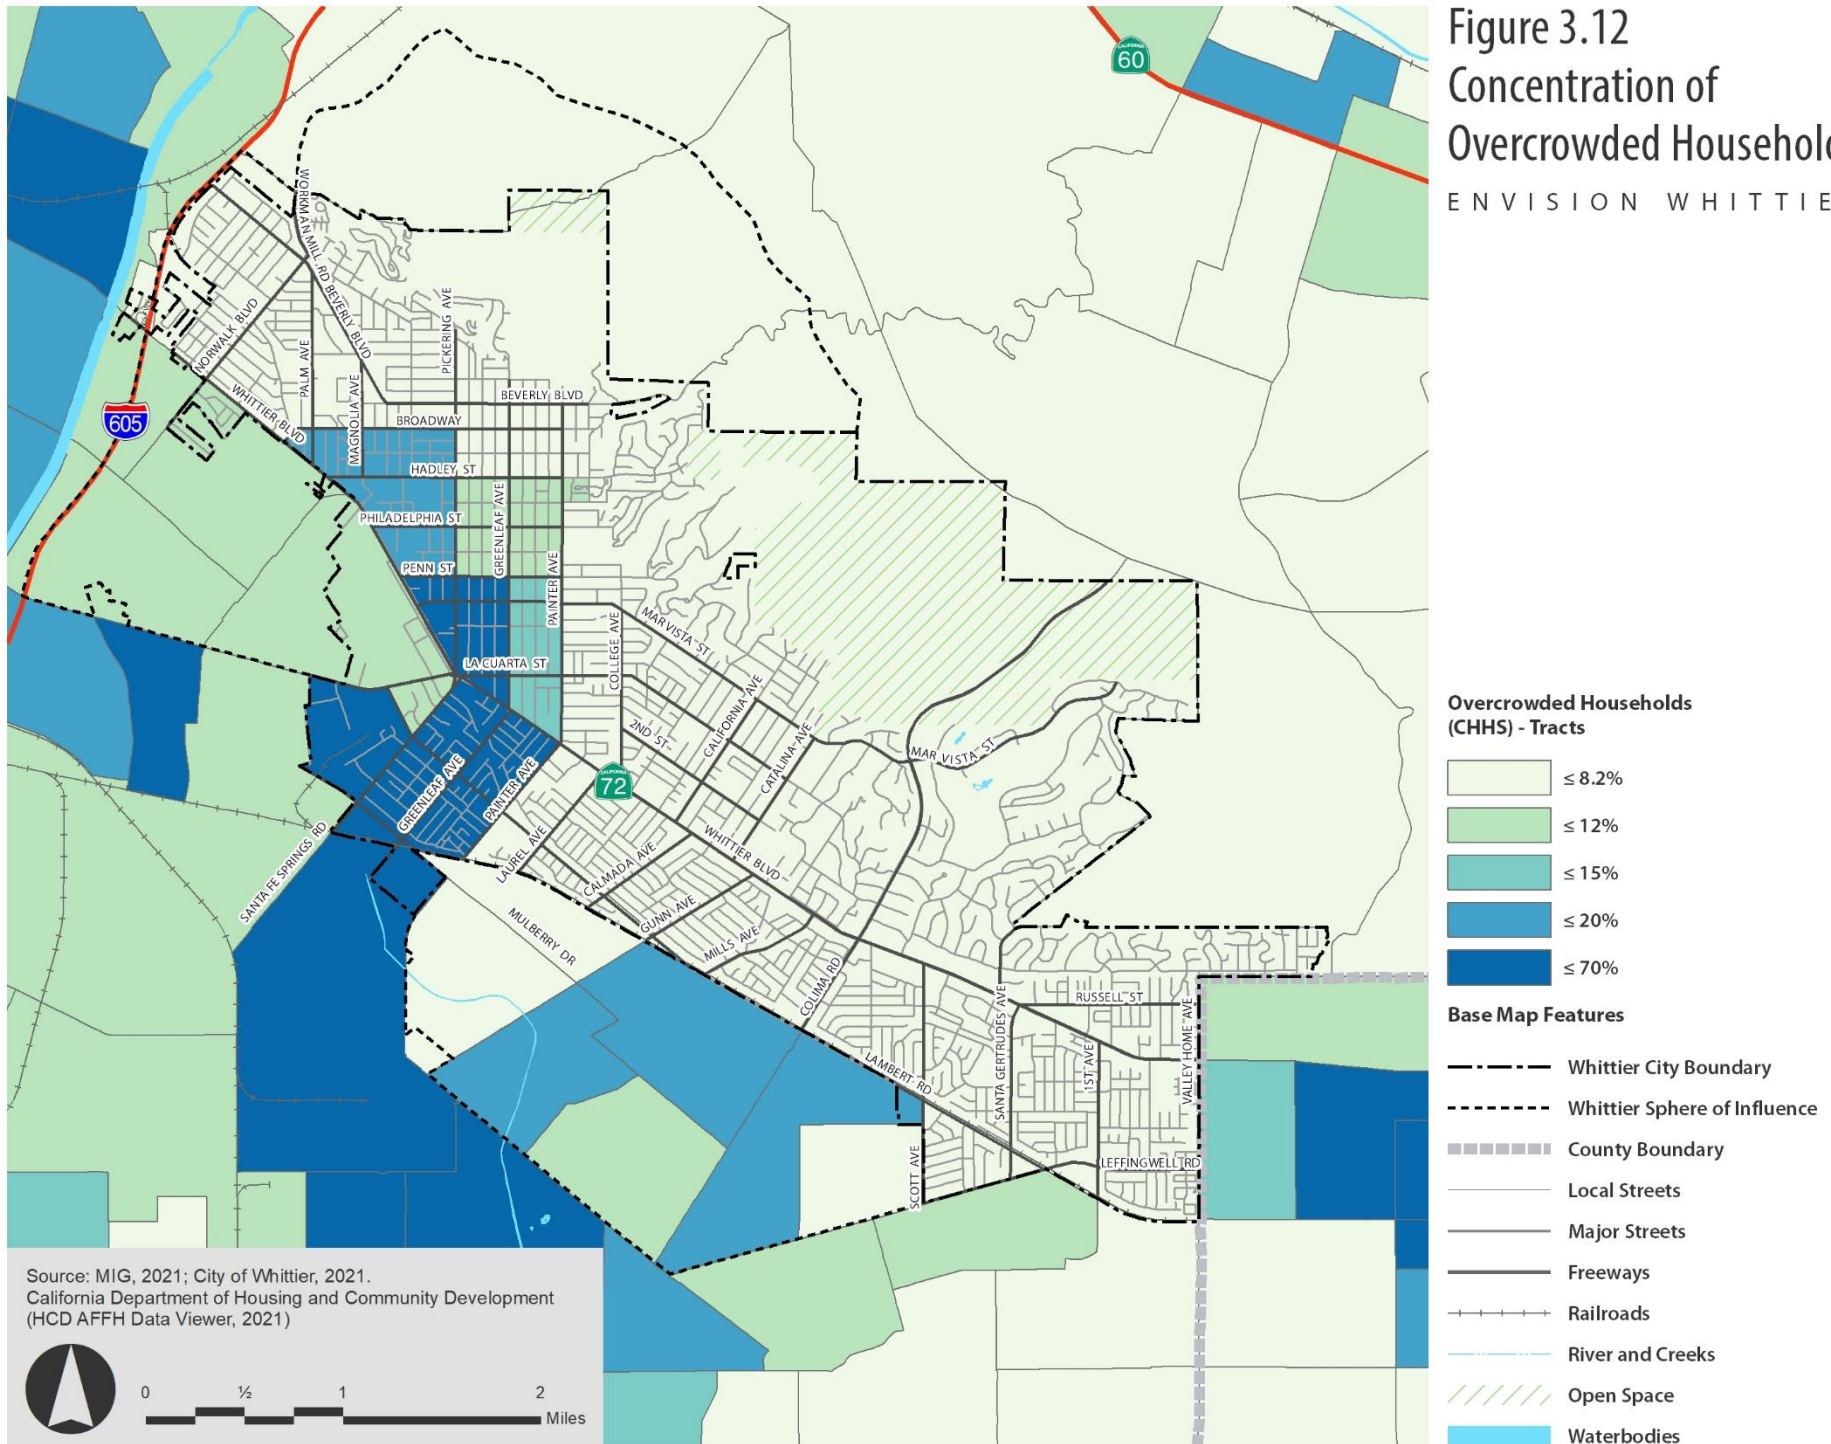 Figure 3.12
Concentration of
Overcrowded Househol
ENVISION WHITTIE
CALIFORNIA
60
WORKMAN MILL RD
BEVERLY BLVD
PICKERING AVE
NORWALK BLVD
PALM AVE
MAGNOLIA AVE
WHITTIER BLVD
BEVERLY BLVD
BROADWAY
605
HADLEY ST
PHILADELPHIA ST
GREENLEAF AVE
PENN ST
PAINTER AVE
MAR VISTA ST
COLLEGE AVE
LA CUARTA ST
CALIFORNIA AVE
2ND ST
CATALINA AVE
MAR VISTA ST
CALIFORNIA
72
GREENLEAF AVE
PAINTER AVE
SANTA FE SPRINGS RD
LAUREL AVE
WHITTIER BLVD
CALMADA AVE
GUNN AVE
MILLS AVE
MULBERRY DR
COLIMA RD
SANTA GERTRUDES AVE
RUSSELL ST
VALLEY HOME AVE
1ST AVE
LAMBERT RD
SCOTT AVE
LEFFINGWELL RD
Overcrowded Households
(CHHS) - Tracts
≤ 8.2%
≤ 12%
≤ 15%
≤ 20%
≤ 70%
Base Map Features
Whittier City Boundary
Whittier Sphere of Influence
County Boundary
Local Streets
Major Streets
Freeways
Railroads
River and Creeks
Open Space
Waterbodies
Source: MIG, 2021; City of Whittier, 2021.
California Department of Housing and Community Development
(HCD AFFH Data Viewer, 2021)
0 ½ 1 2
Miles